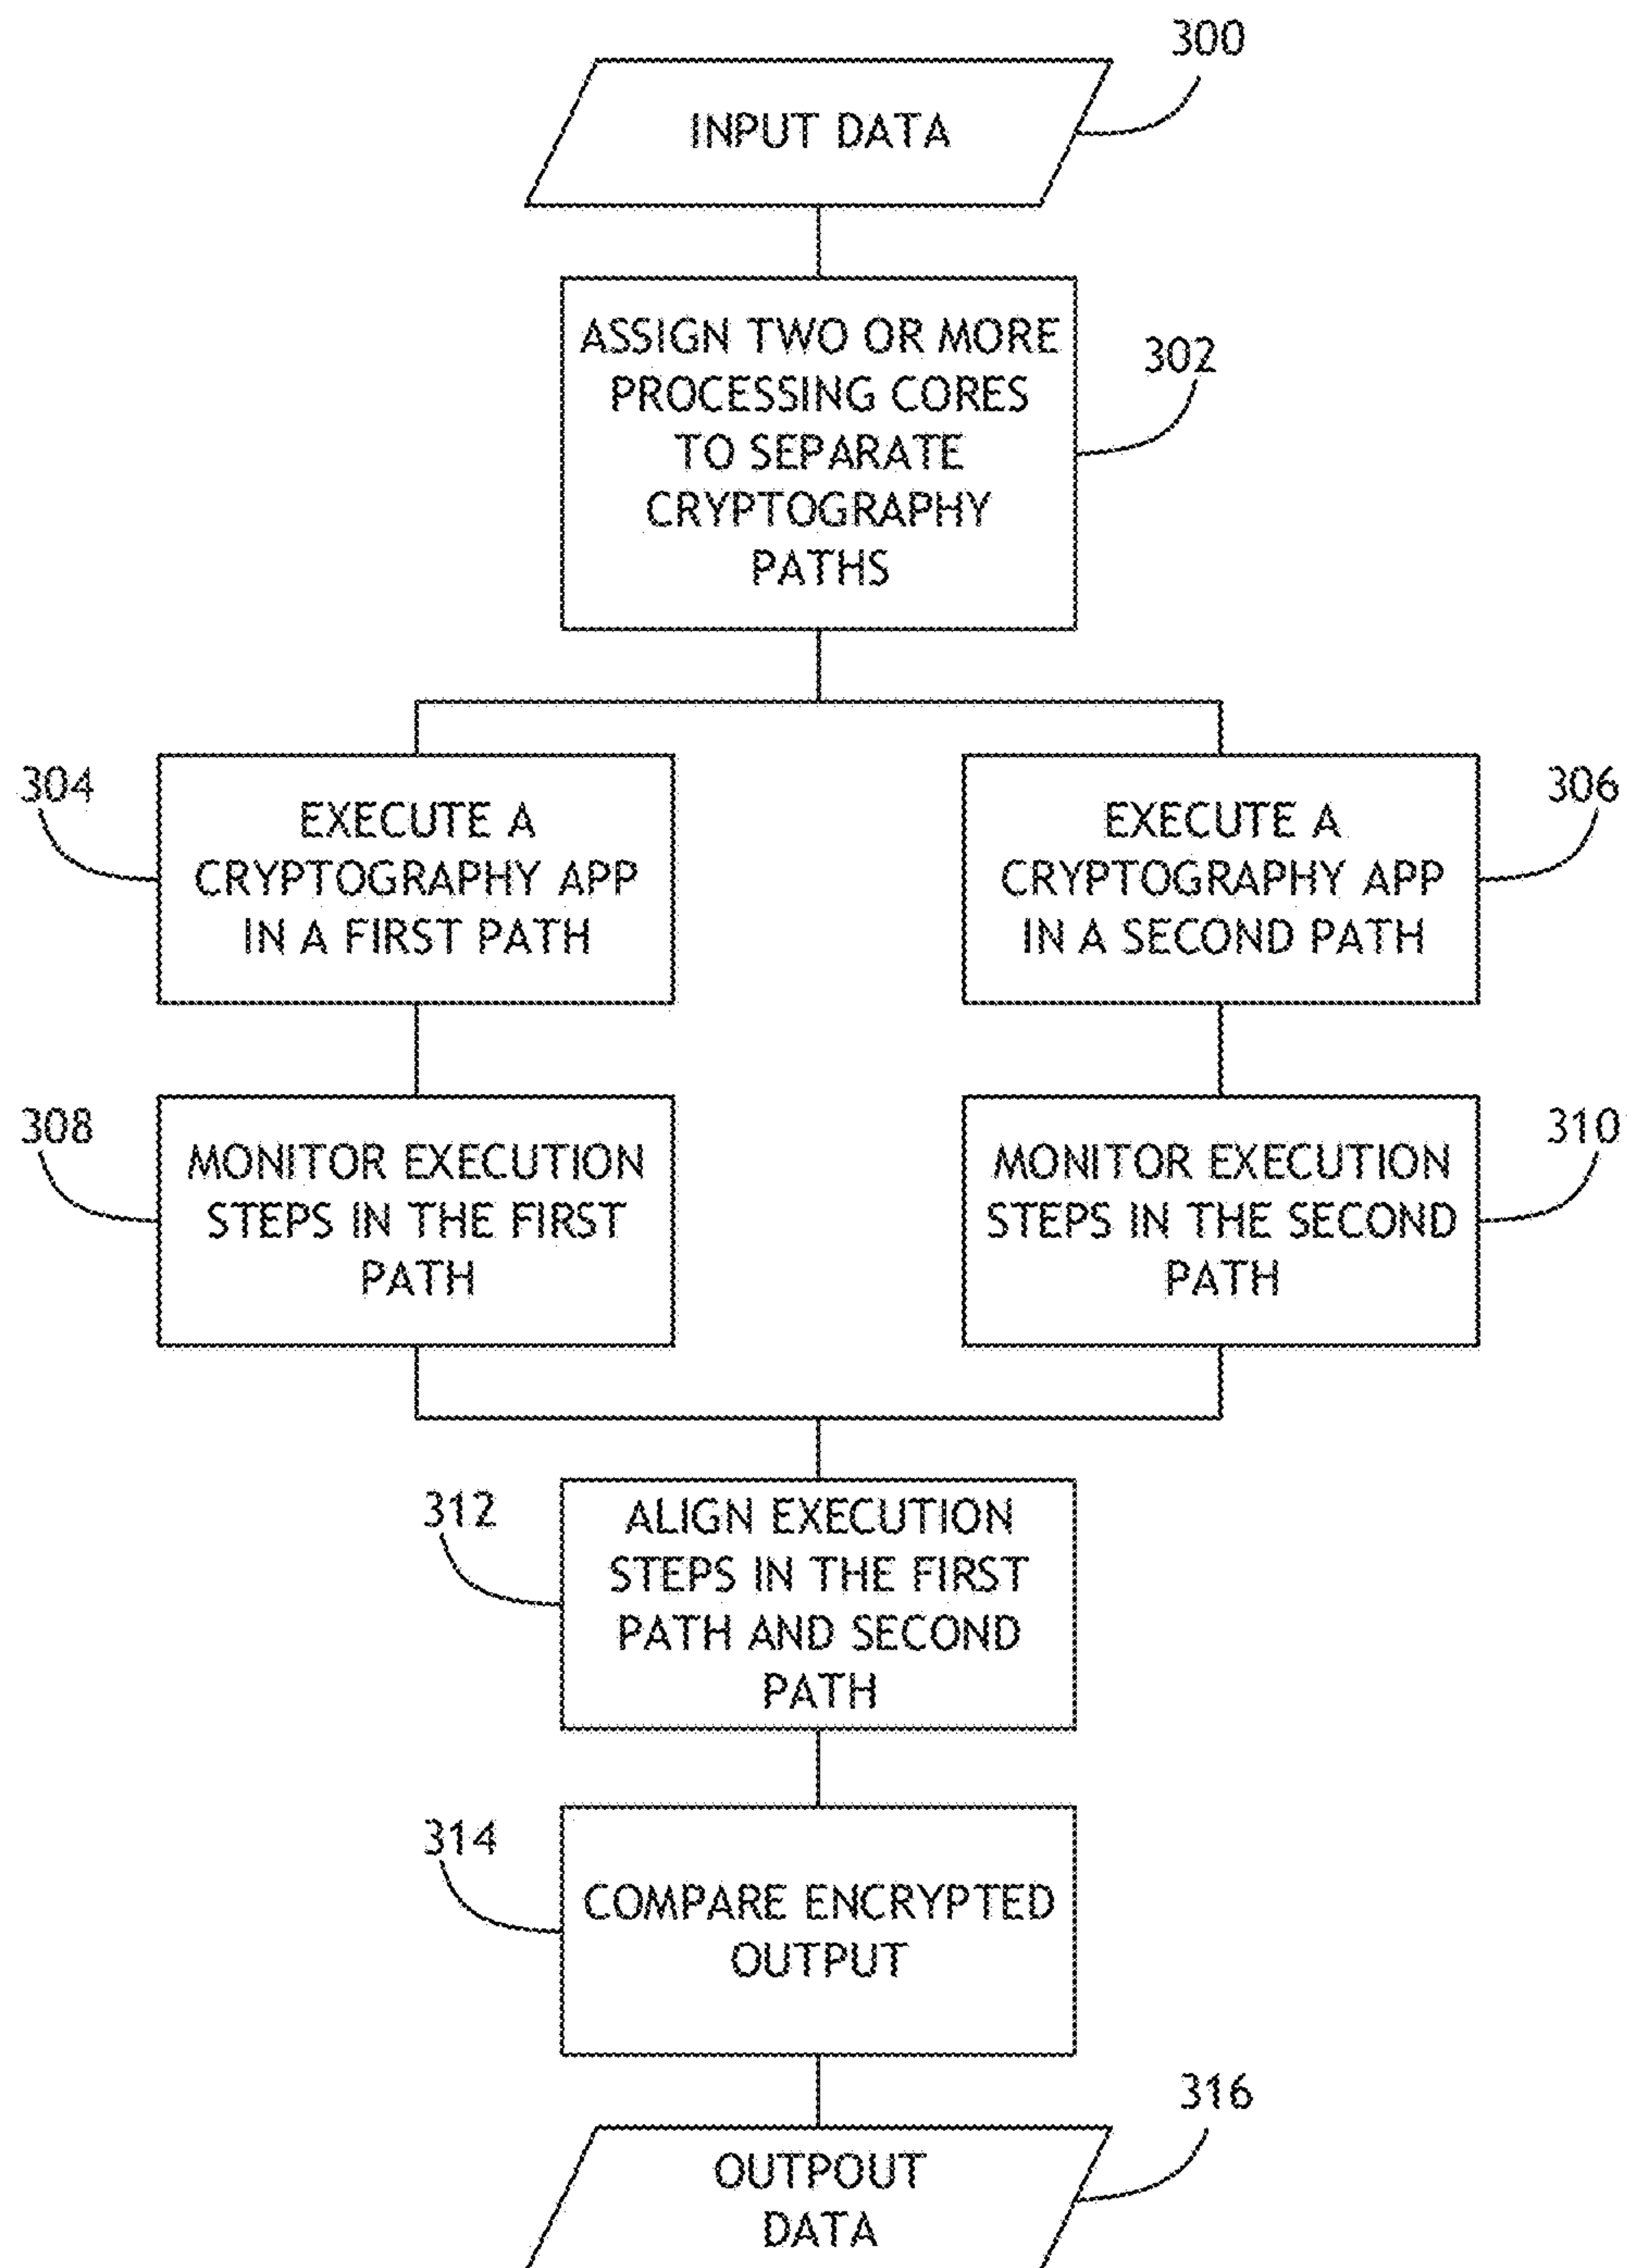 300
INPUT DATA
302
ASSIGN TWO OR MORE
PROCESSING CORES
TO SEPARATE
CRYPTOGRAPHY
PATHS
304
EXECUTE A
CRYPTOGRAPHY APP
IN A FIRST PATH
306
EXECUTE A
CRYPTOGRAPHY APP
IN A SECOND PATH
308
MONITOR EXECUTION
STEPS IN THE FIRST
PATH
310
MONITOR EXECUTION
STEPS IN THE SECOND
PATH
312
ALIGN EXECUTION
STEPS IN THE FIRST
PATH AND SECOND
PATH
314
COMPARE ENCRYPTED
OUTPUT
316
OUTPOUT
DATA